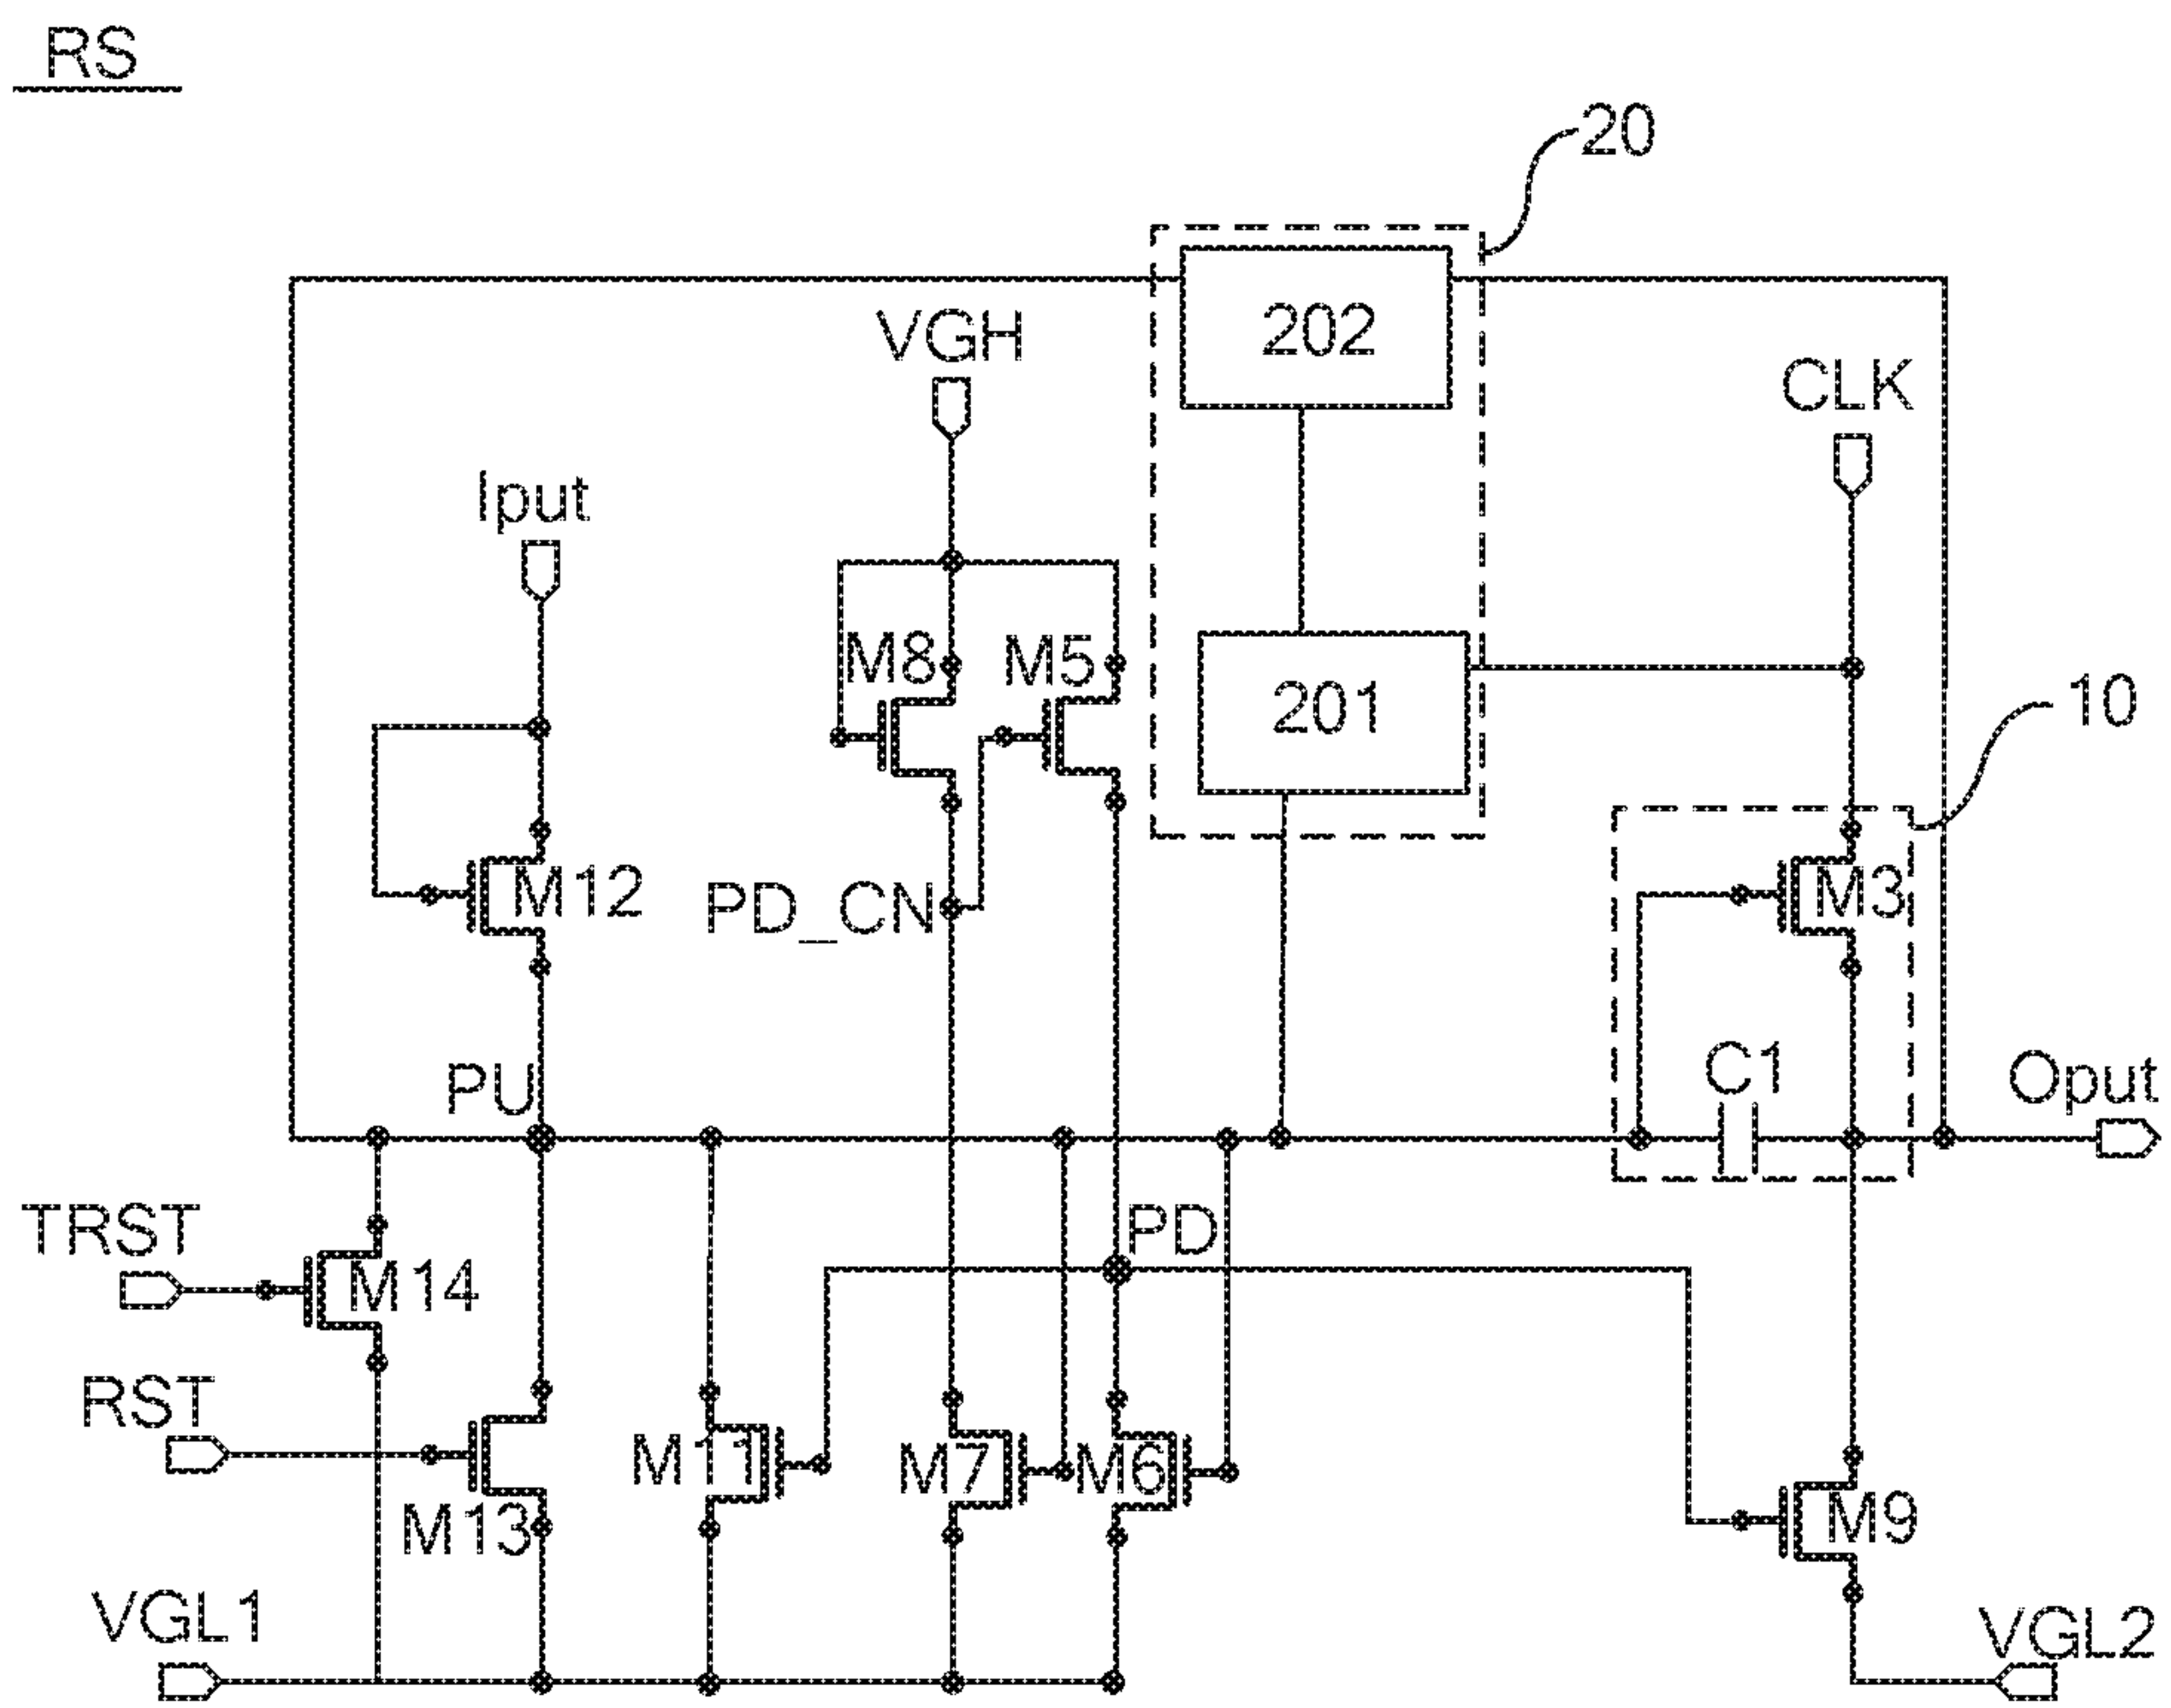 RS
20
202
VGH
CLK
Iput
M8
M5
201
10
M12
PD_CN
M3
PU
C1
Oput
TRST
PD
M14
RST
M11
M7
M6
M13
M9
VGL1
VGL2